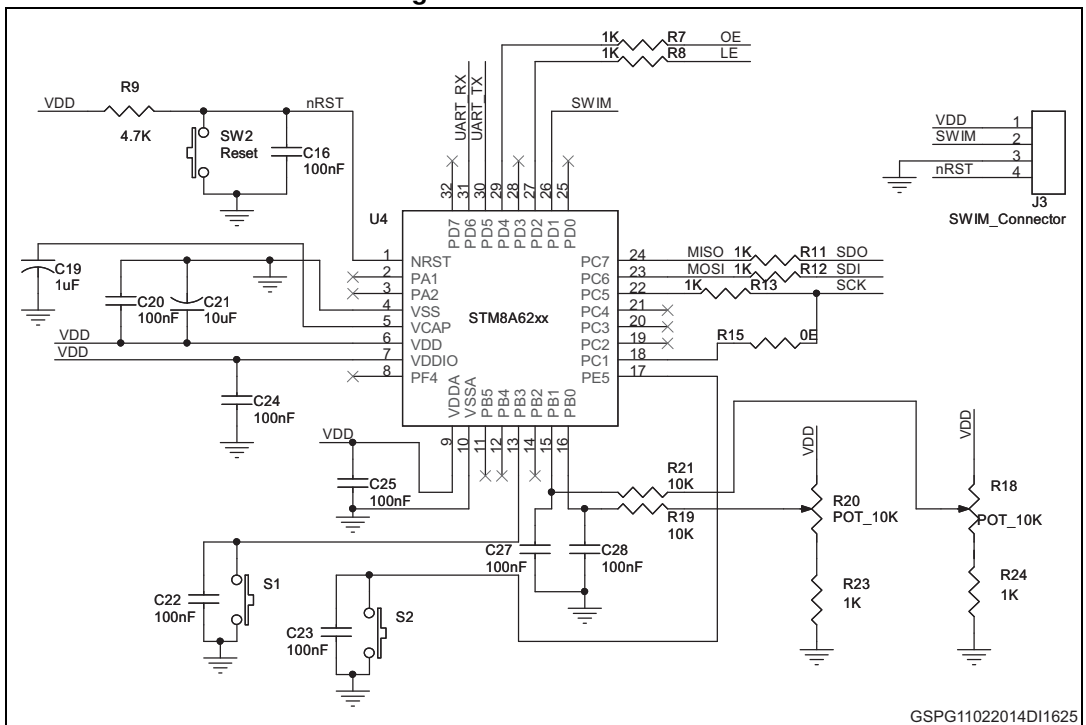 1K R7 OE
1K R8 LE
R9
VDD
nRST
4.7K
SW2
Reset
C16
100nF
UART_RX
UART_TX
SWIM
VDD 1
SWIM 2
3
nRST 4
J3
SWIM_Connector
32 31 30 29 28 27 26 25
PD7 PD6 PD5 PD4 PD3 PD2 PD1 PD0
U4
C19
1uF
C20
100nF
C21
10uF
VDD
VDD
1 NRST
2 PA1
3 PA2
4 VSS
5 VCAP
6 VDD
7 VDDIO
8 PF4
STM8A62xx
PC7 24 MISO 1K R11 SDO
PC6 23 MOSI 1K R12 SDI
PC5 22 1K R13 SCK
PC4 21
PC3 20
PC2 19
PC1 18 R15 0E
PE5 17
VDDA VSSA PB5 PB4 PB3 PB2 PB1 PB0
9 10 11 12 13 14 15 16
C24
100nF
VDD
C25
100nF
R21
10K
R19
10K
VDD
R20
POT_10K
VDD
R18
POT_10K
C27
100nF
C28
100nF
R23
1K
R24
1K
C22
100nF
S1
C23
100nF
S2
GSPG11022014DI1625